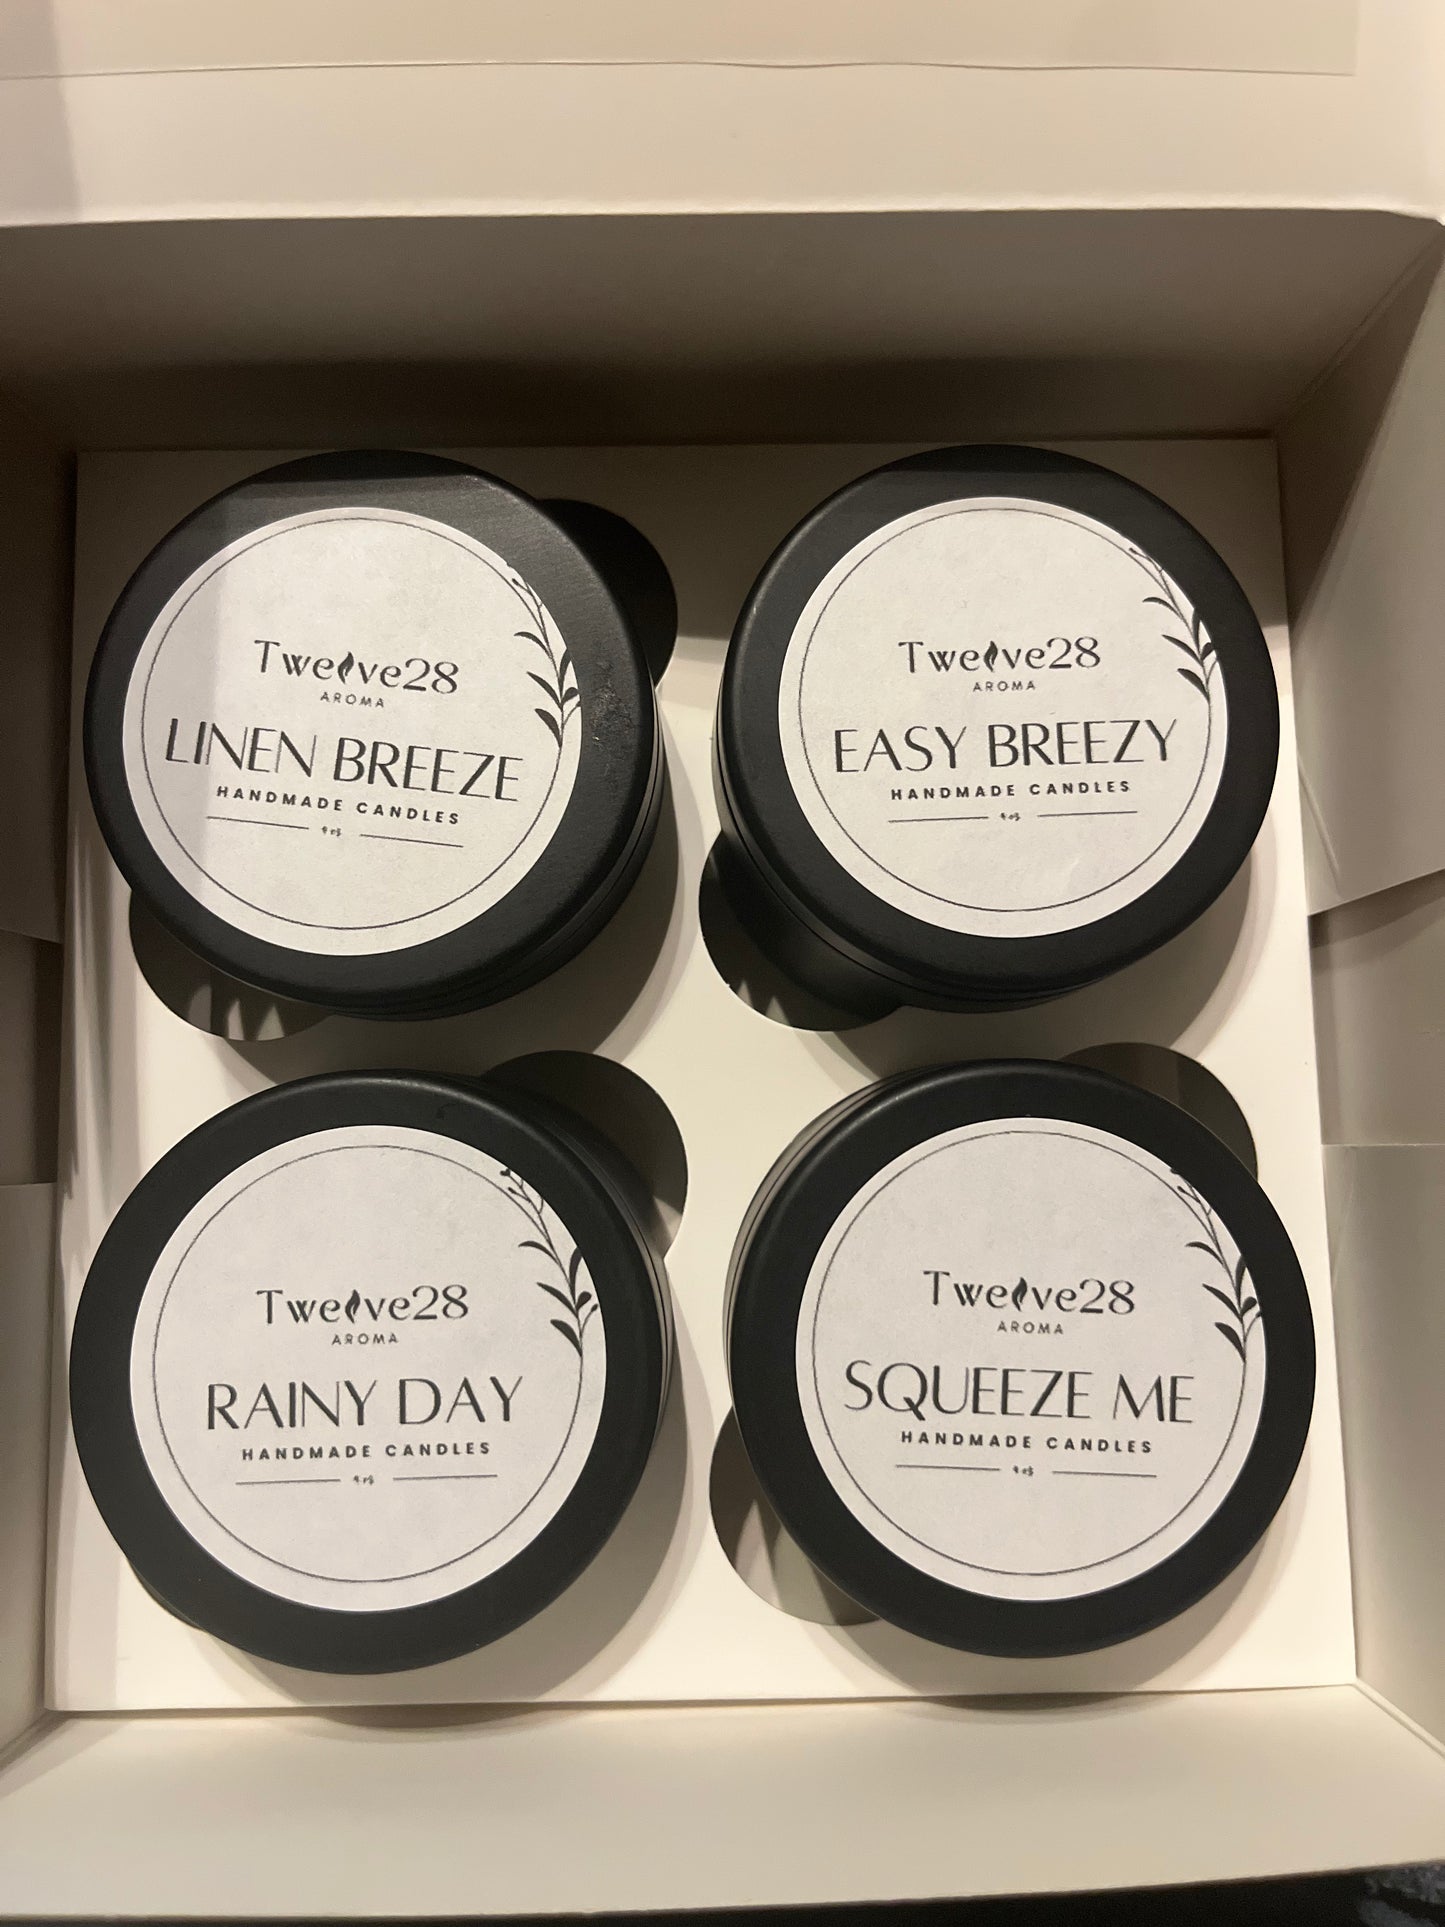 Twelve28
AROMA
LINEN BREEZE
HANDMADE CANDLES
Twelve28
AROMA
EASY BREEZY
HANDMADE CANDLES
Twelve28
AROMA
RAINY DAY
HANDMADE CANDLES
Twelve28
AROMA
SQUEEZE ME
HANDMADE CANDLES